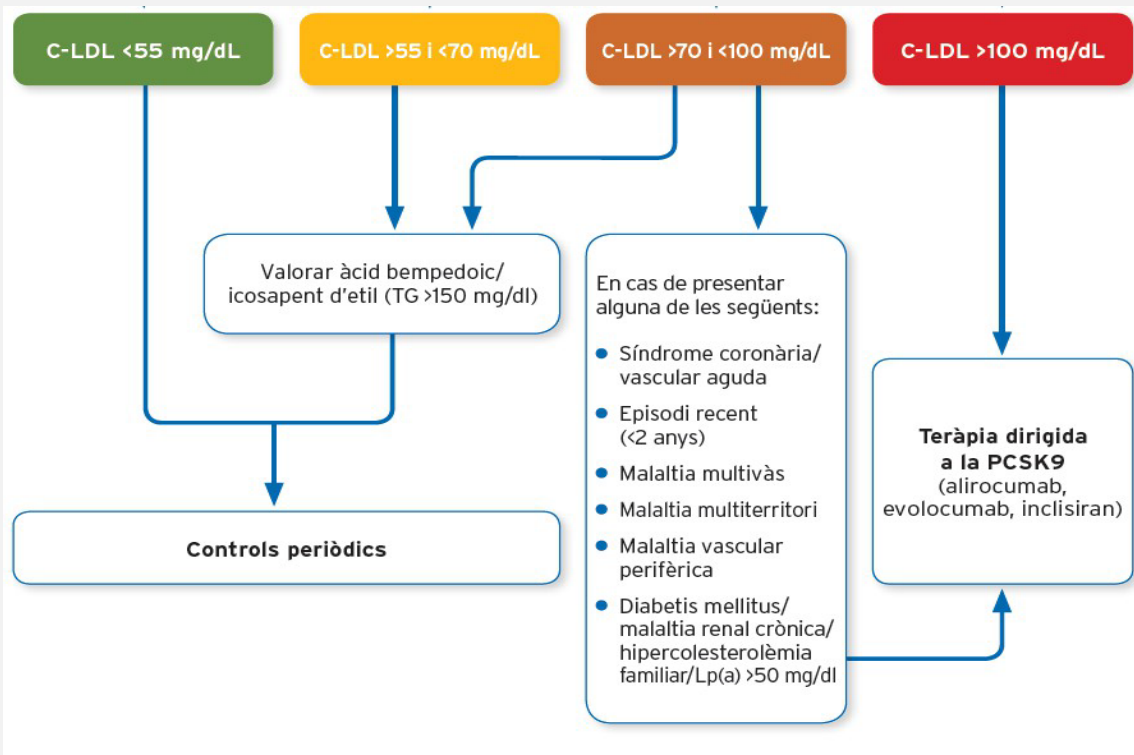 C-LDL <55 mg/dL
C-LDL >55 i <70 mg/dL
C-LDL >70 i <100 mg/dL
C-LDL >100 mg/dL
Valorar àcid bempedoic/
icosapent d'etil (TG >150 mg/dl)
En cas de presentar
alguna de les següents:
• Síndrome coronària/
vascular aguda
• Episodi recent
(<2 anys)
• Malaltia multivàs
• Malaltia multiterritori
• Malaltia vascular
perifèrica
• Diabetis mellitus/
malaltia renal crònica/
hipercolesterolèmia
familiar/Lp(a) >50 mg/dl
Teràpia dirigida
a la PCSK9
(alirocumab,
evolocumab, inclisiran)
Controls periòdics